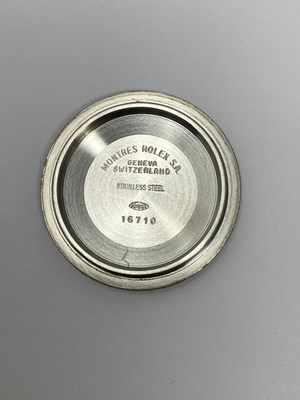 MONTRES ROLEX S.A.
GENEVA
SWITZERLAND
STAINLESS STEEL
16710